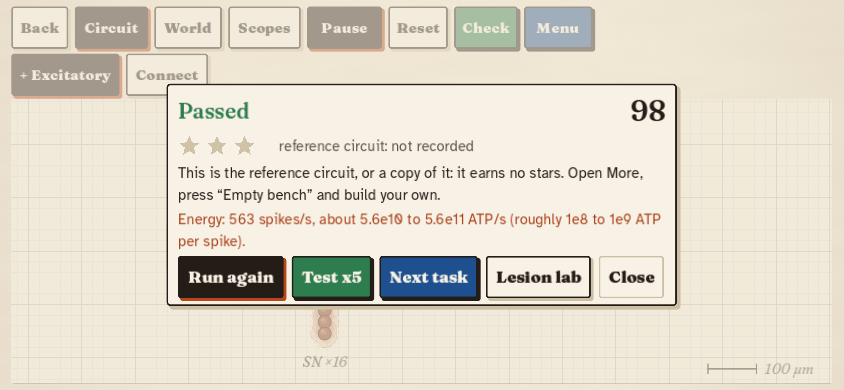 Back Circuit World Scopes Pause Reset Check Menu
+ Excitatory Connect
Passed 98
reference circuit: not recorded
This is the reference circuit, or a copy of it: it earns no stars. Open More,
press “Empty bench” and build your own.
Energy: 563 spikes/s, about 5.6e10 to 5.6e11 ATP/s (roughly 1e8 to 1e9 ATP
per spike).
Run again Test x5 Next task Lesion lab Close
SN ×16
100 μm